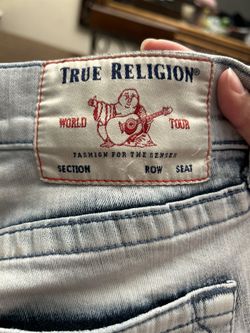 TRUE RELIGION®
WORLD TOUR
FASHION FOR THE SENSES
SECTION ROW SEAT